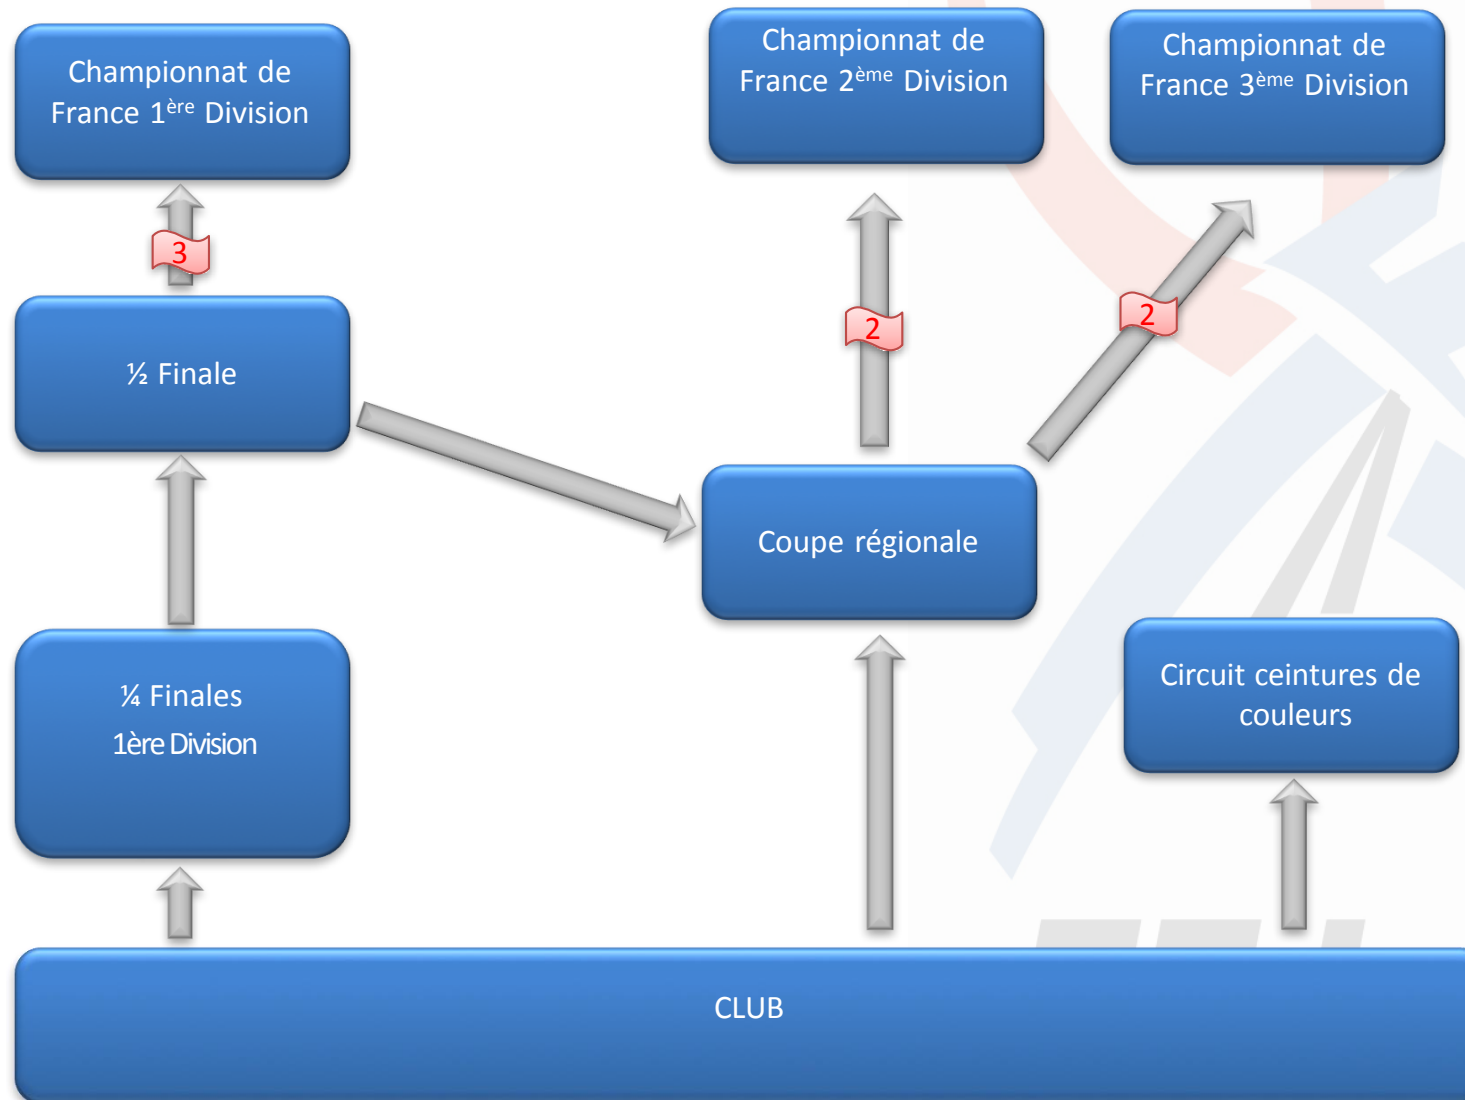 Championnat de
France 1ère Division
Championnat de
France 2ème Division
Championnat de
France 3ème Division
3
2
2
½ Finale
Coupe régionale
¼ Finales
1ère Division
Circuit ceintures de
couleurs
CLUB